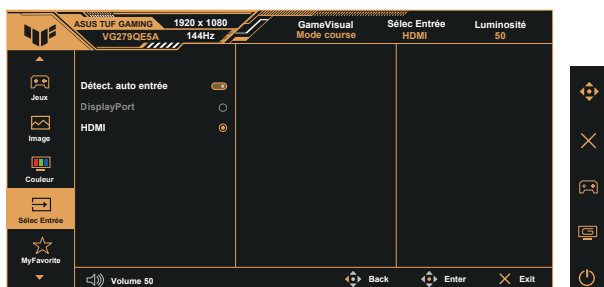 ASUS TUF GAMING 1920 x 1080 GameVisual Sélec Entrée Luminosité
VG279QE5A 144Hz Mode course HDMI 50
Jeux
Image
Couleur
Sélec Entrée
MyFavorite
Détect. auto entrée
DisplayPort
HDMI
Volume 50 Back Enter Exit